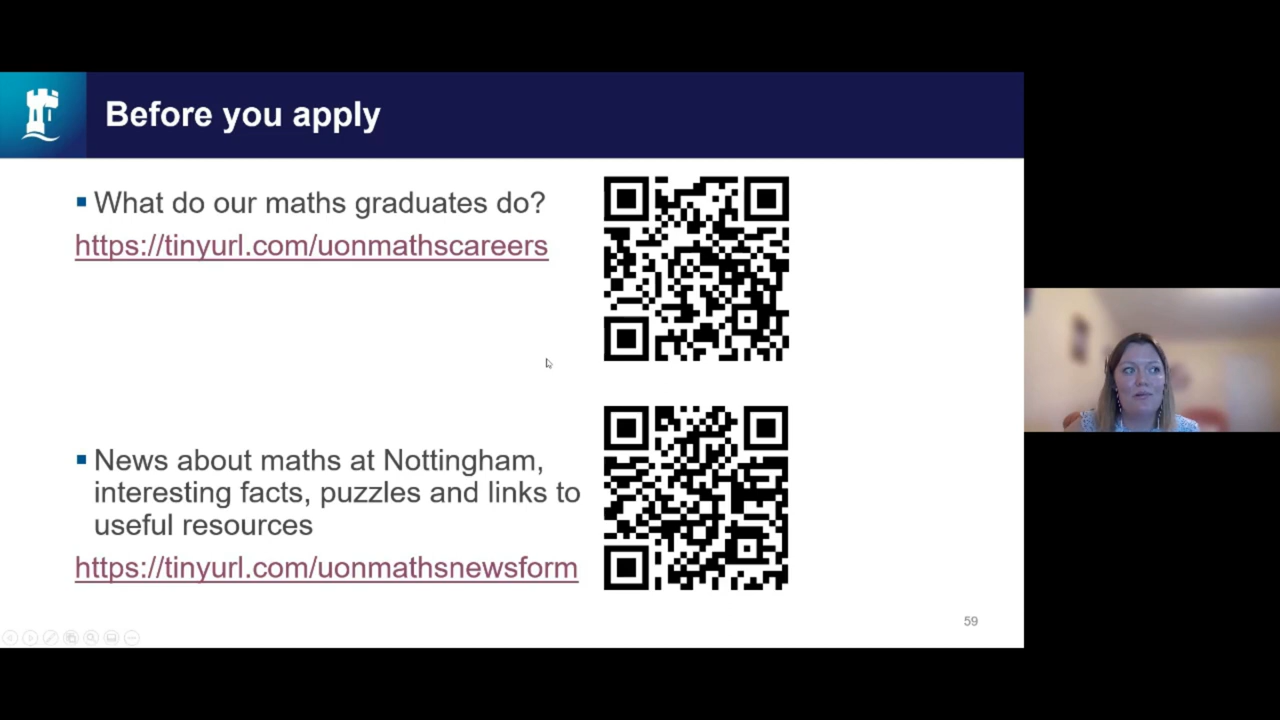 Before you apply
What do our maths graduates do?
https://tinyurl.com/uonmathscareers
News about maths at Nottingham,
interesting facts, puzzles and links to
useful resources
https://tinyurl.com/uonmathsnewsform
59